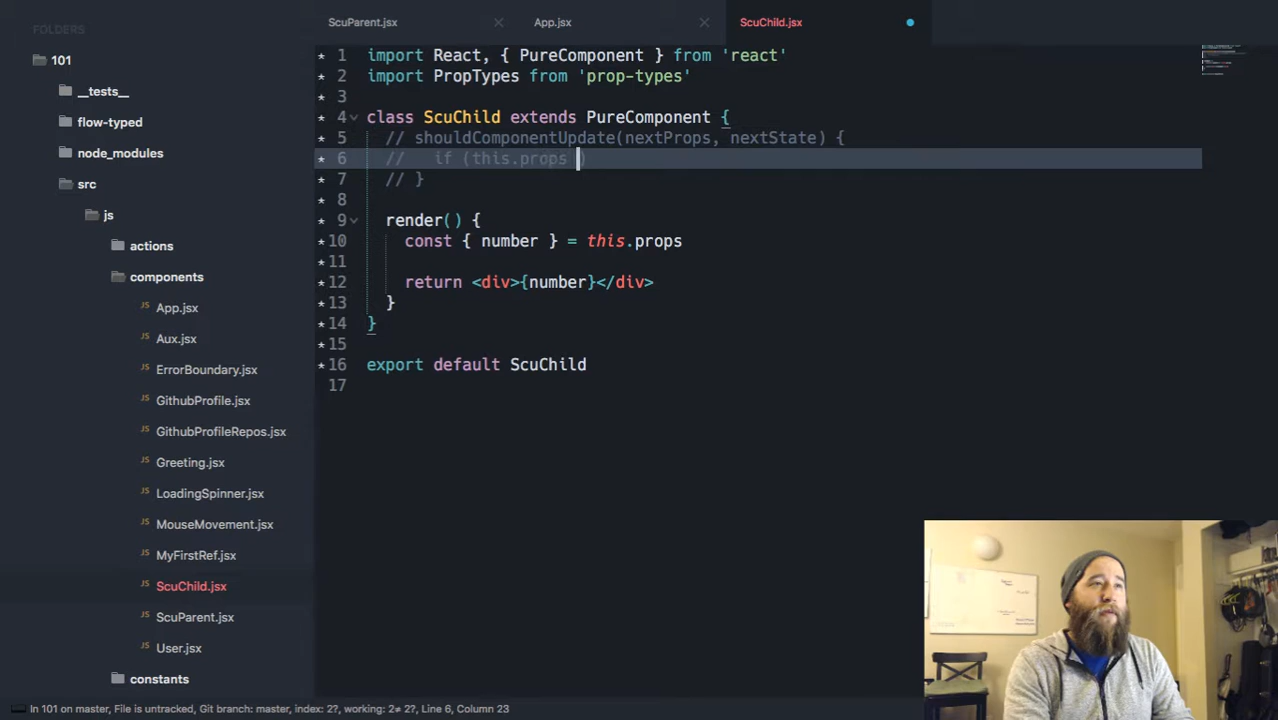 FOLDERS
101
__tests__
flow-typed
node_modules
src
js
actions
components
App.jsx
Aux.jsx
ErrorBoundary.jsx
GithubProfile.jsx
GithubProfileRepos.jsx
Greeting.jsx
LoadingSpinner.jsx
MouseMovement.jsx
MyFirstRef.jsx
ScuChild.jsx
ScuParent.jsx
User.jsx
constants
ScuParent.jsx × App.jsx × ScuChild.jsx
* 1 import React, { PureComponent } from 'react'
* 2 import PropTypes from 'prop-types'
* 3
* 4 class ScuChild extends PureComponent {
* 5 // shouldComponentUpdate(nextProps, nextState) {
* 6 //   if (this.props )
* 7 // }
* 8
* 9 render() {
* 10 const { number } = this.props
* 11
* 12 return <div>{number}</div>
* 13 }
* 14 }
* 15
* 16 export default ScuChild
17
In 101 on master, File is untracked, Git branch: master, index: 2?, working: 2≠ 2?, Line 6, Column 23